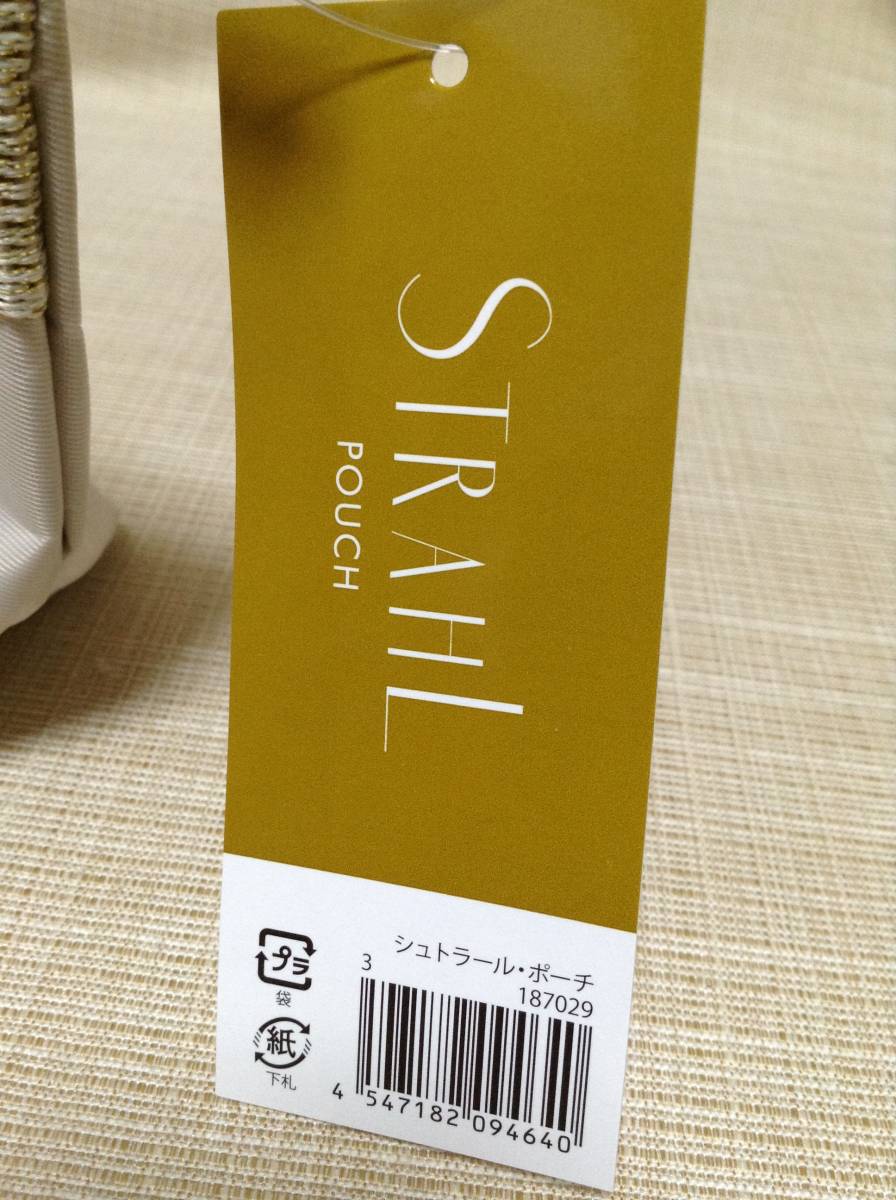 STRAHL
POUCH
プラ
袋
紙
下札
シュトラール・ポーチ
3
187029
4 547182 094640